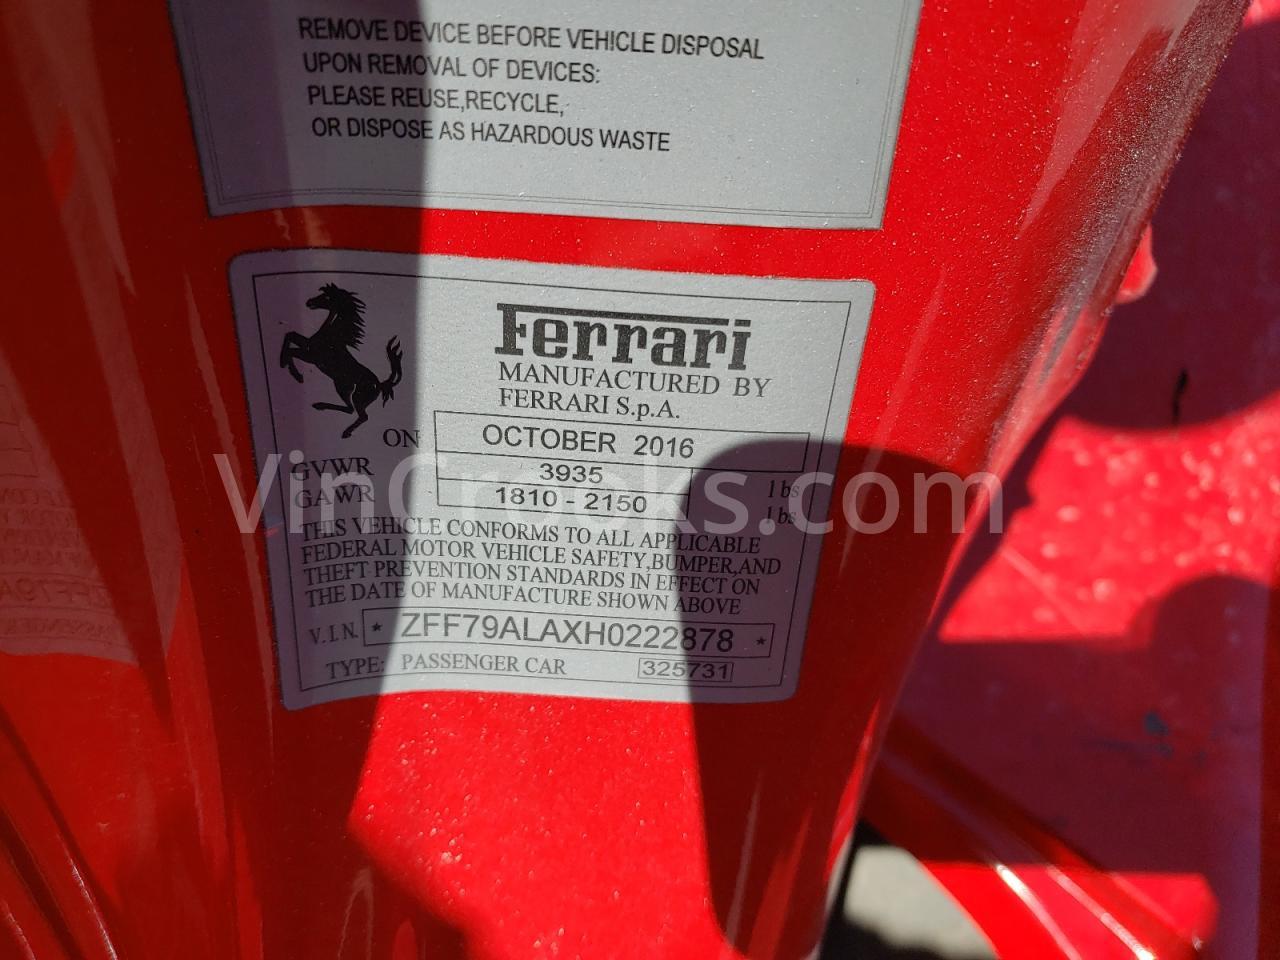 REMOVE DEVICE BEFORE VEHICLE DISPOSAL
UPON REMOVAL OF DEVICES:
PLEASE REUSE,RECYCLE,
OR DISPOSE AS HAZARDOUS WASTE
Ferrari
MANUFACTURED BY
FERRARI S.p.A.
ON OCTOBER 2016
GVWR 3935 lbs
GAWR 1810 - 2150 lbs
VinCrooks.com
THIS VEHICLE CONFORMS TO ALL APPLICABLE
FEDERAL MOTOR VEHICLE SAFETY,BUMPER,AND
THEFT PREVENTION STANDARDS IN EFFECT ON
THE DATE OF MANUFACTURE SHOWN ABOVE
V.I.N. * ZFF79ALAXH0222878 *
TYPE: PASSENGER CAR 325731